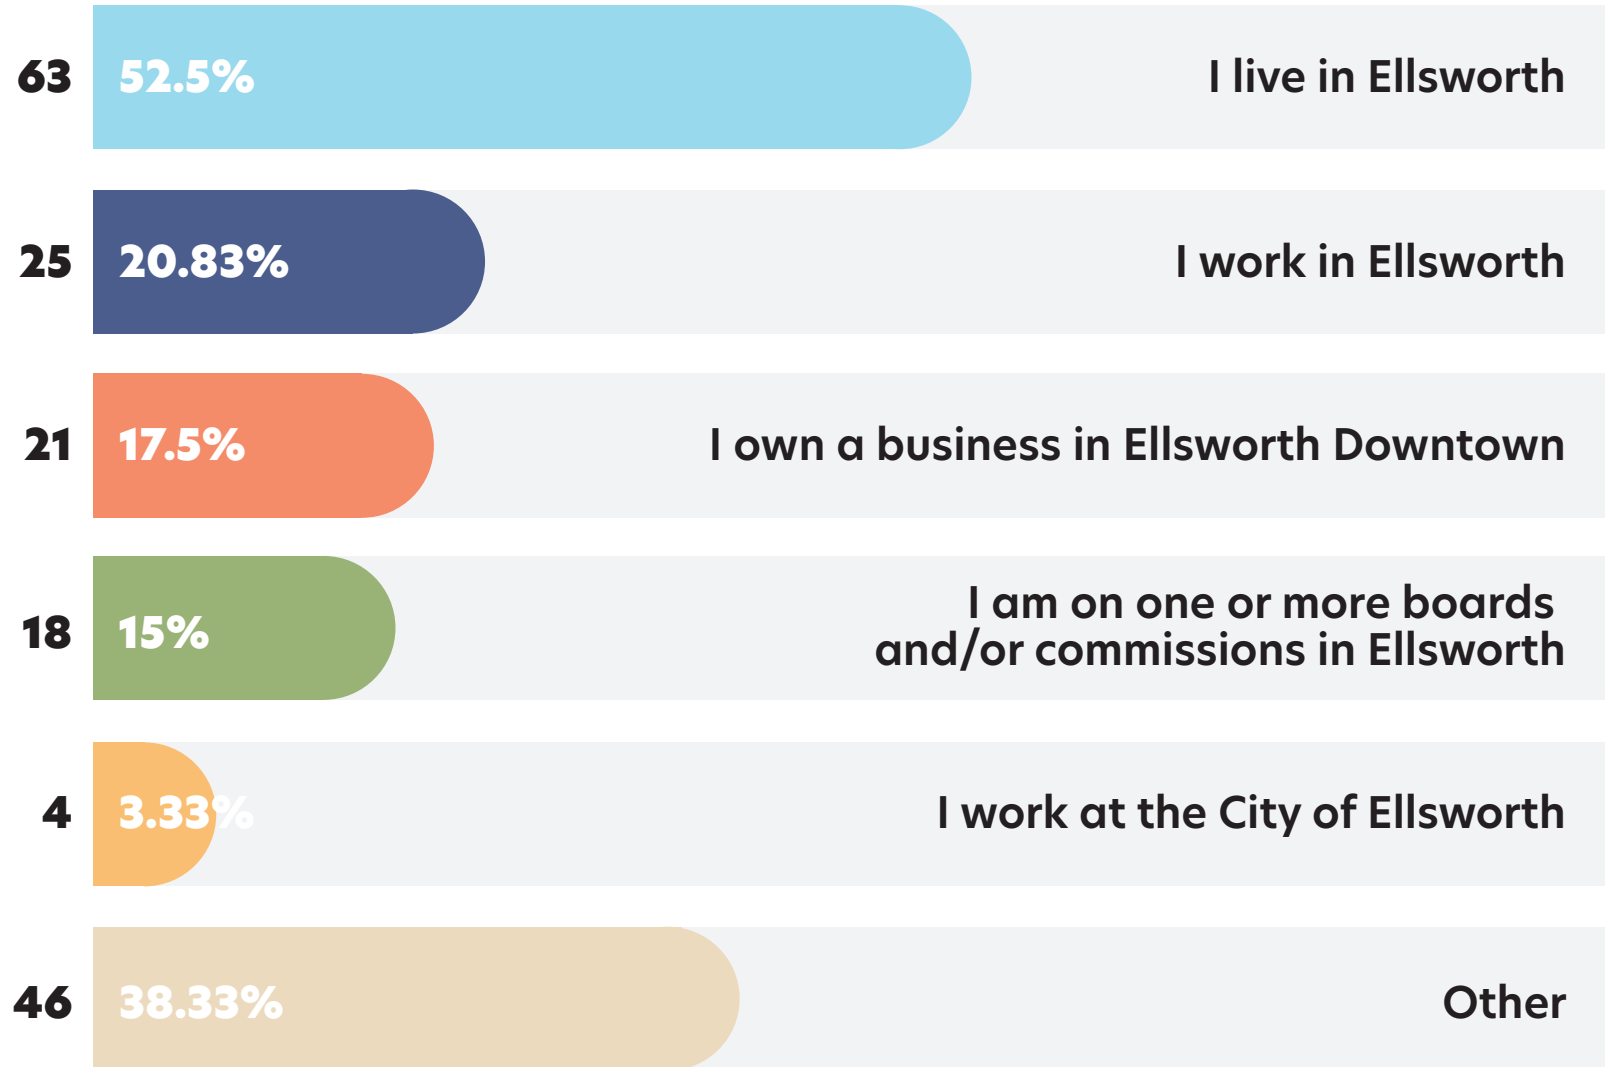 63 52.5% I live in Ellsworth
25 20.83% I work in Ellsworth
21 17.5% I own a business in Ellsworth Downtown
18 15% I am on one or more boards
and/or commissions in Ellsworth
4 3.33% I work at the City of Ellsworth
46 38.33% Other